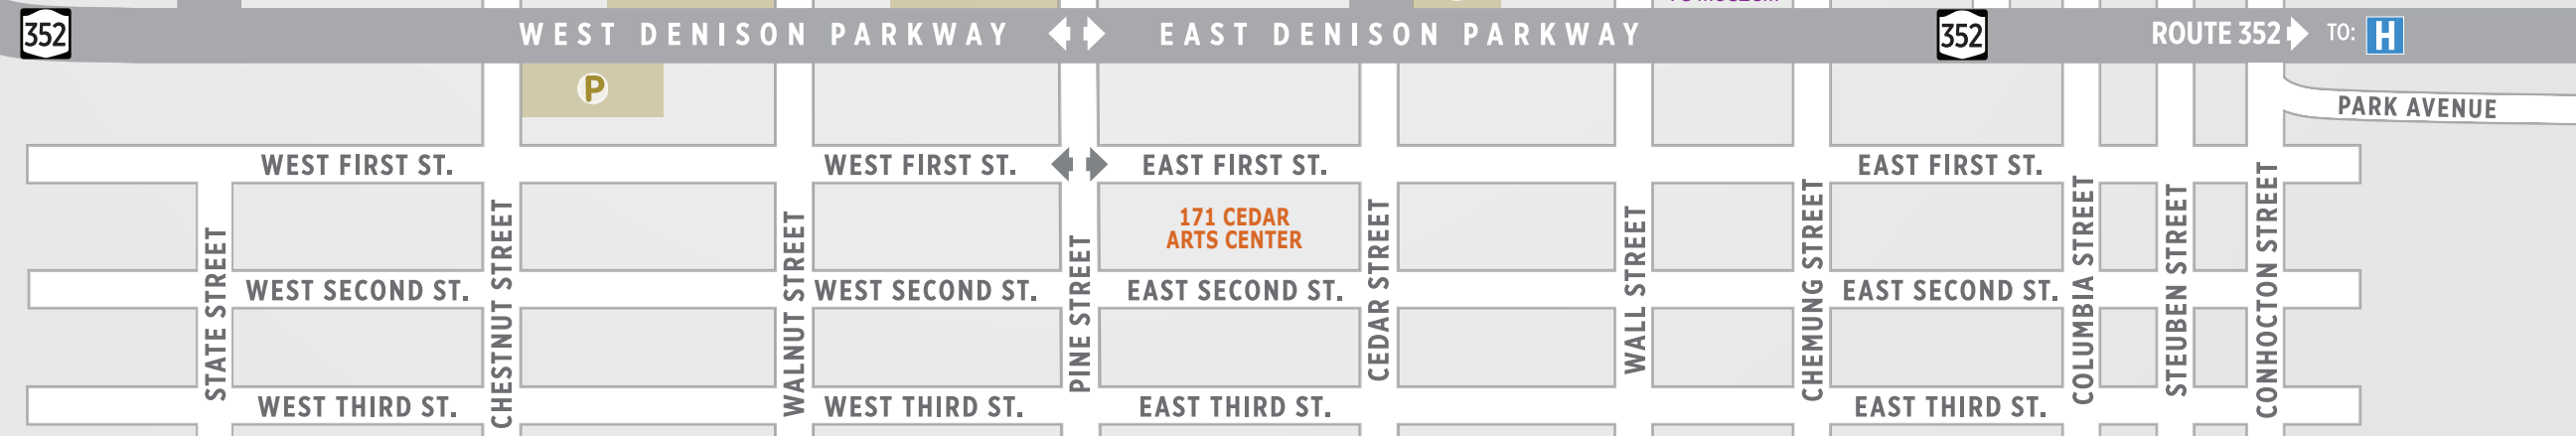 352
WEST DENISON PARKWAY
EAST DENISON PARKWAY
352
ROUTE 352
TO:
H
P
PARK AVENUE
WEST FIRST ST.
WEST FIRST ST.
EAST FIRST ST.
EAST FIRST ST.
171 CEDAR
ARTS CENTER
STATE STREET
CHESTNUT STREET
WALNUT STREET
PINE STREET
CEDAR STREET
WALL STREET
CHEMUNG STREET
COLUMBIA STREET
STEUBEN STREET
CONHOCTON STREET
WEST SECOND ST.
WEST SECOND ST.
EAST SECOND ST.
EAST SECOND ST.
WEST THIRD ST.
WEST THIRD ST.
EAST THIRD ST.
EAST THIRD ST.